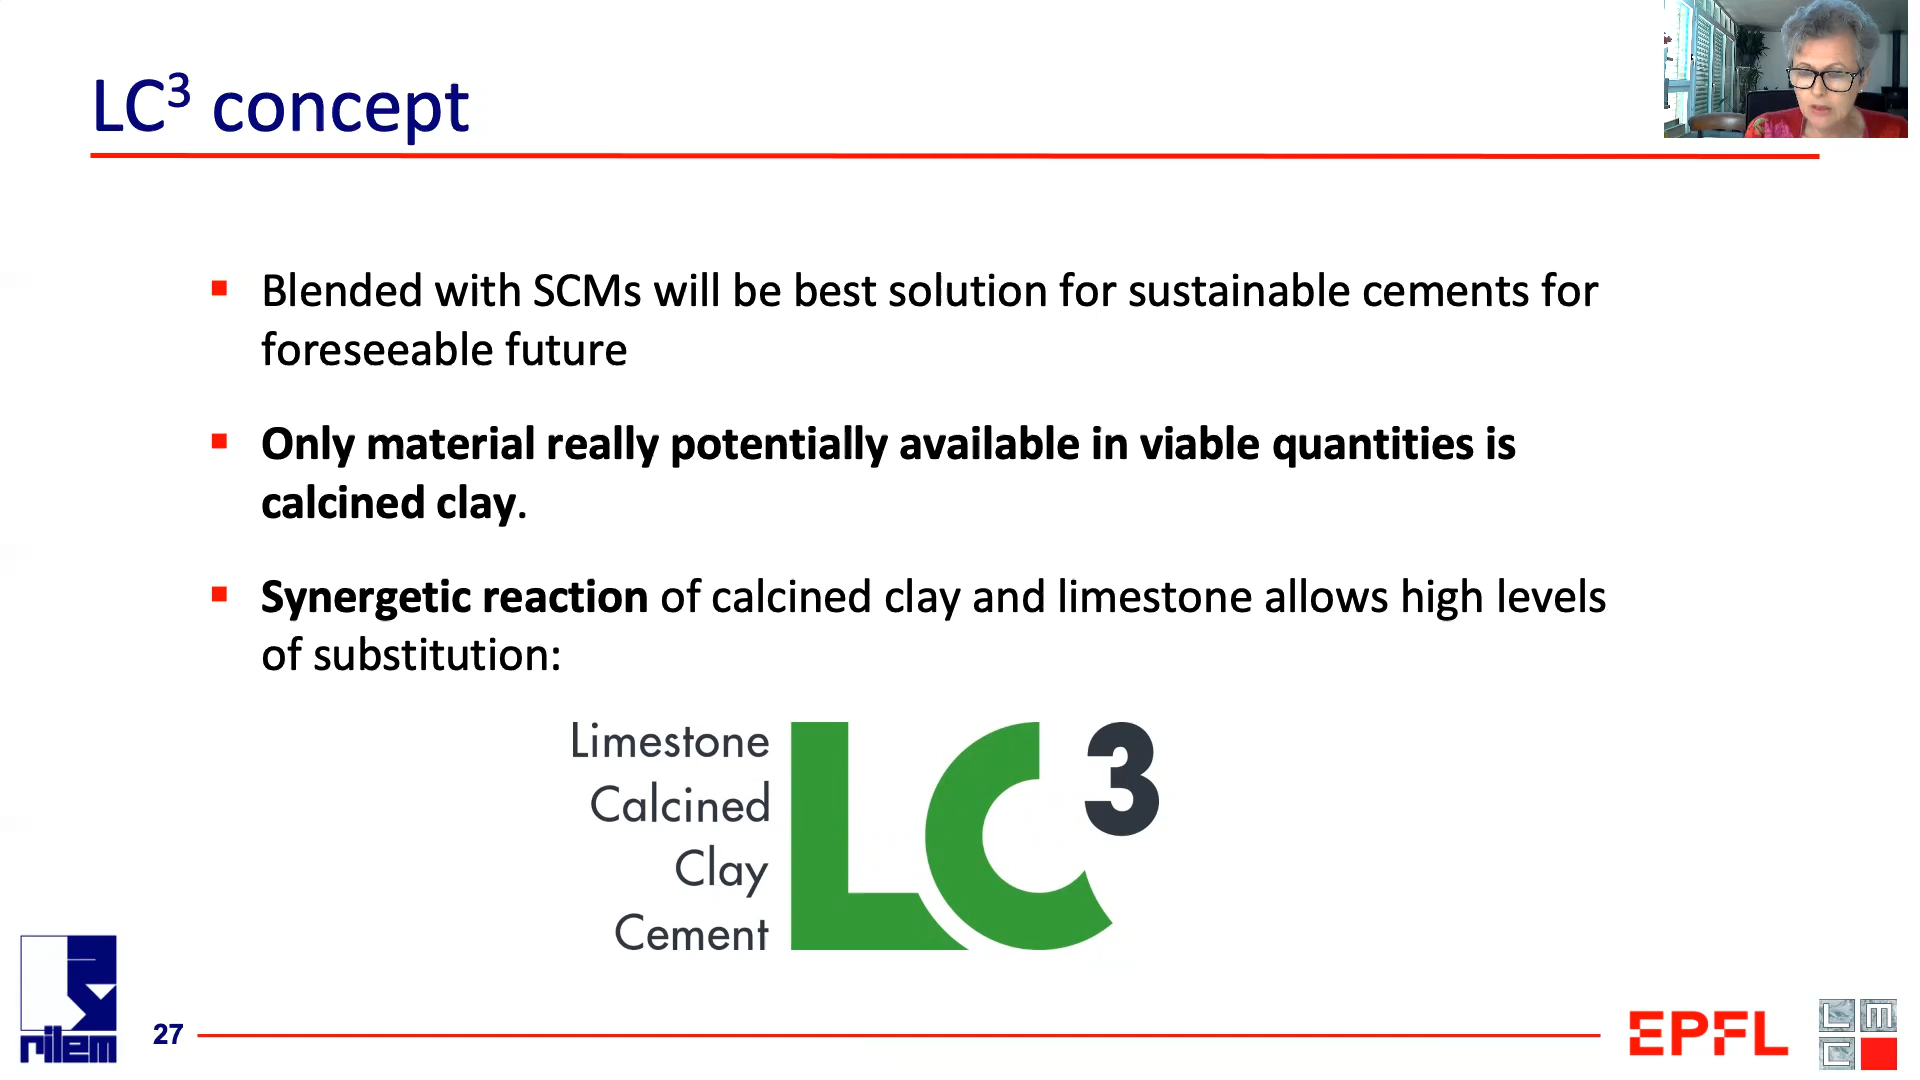 LC³ concept
Blended with SCMs will be best solution for sustainable cements for
foreseeable future
Only material really potentially available in viable quantities is
calcined clay.
Synergetic reaction of calcined clay and limestone allows high levels
of substitution:
Limestone
Calcined
Clay
Cement
LC³
rilem
27
EPFL
L M
C